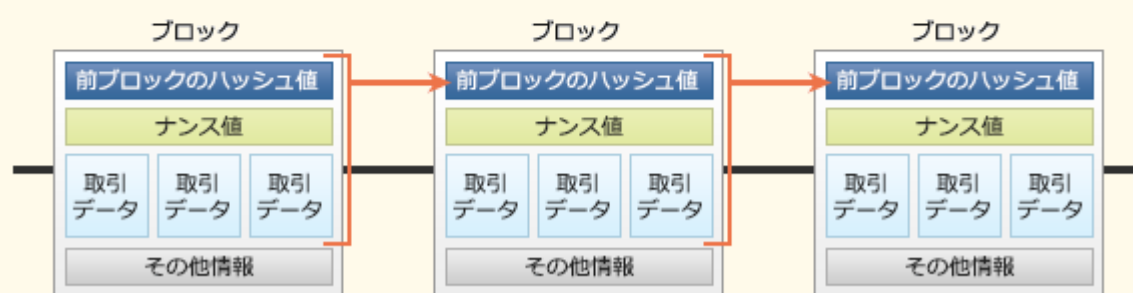 ブロック
前ブロックのハッシュ値
ナンス値
取引
データ
取引
データ
取引
データ
その他情報
ブロック
前ブロックのハッシュ値
ナンス値
取引
データ
取引
データ
取引
データ
その他情報
ブロック
前ブロックのハッシュ値
ナンス値
取引
データ
取引
データ
取引
データ
その他情報